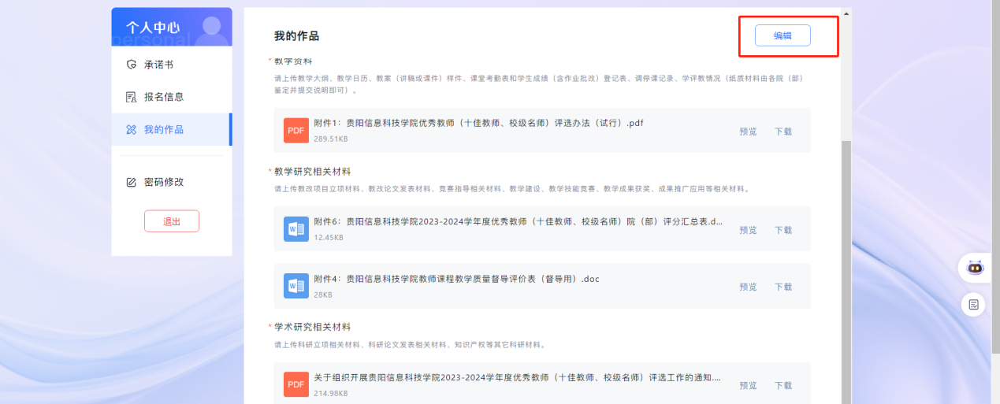 个人中心
personal
承诺书
报名信息
我的作品
密码修改
退出
我的作品
编辑
* 教学资料
请上传教学大纲、教学日历、教案（讲稿或课件）样件、课堂考勤表和学生成绩（含作业批改）登记表、调停课记录、学评教情况（纸质材料由各院（部）
鉴定并提交说明即可）。
PDF
附件1：贵阳信息科技学院优秀教师（十佳教师、校级名师）评选办法（试行）.pdf
289.51KB
预览 下载
* 教学研究相关材料
请上传教改项目立项材料、教改论文发表材料、竞赛指导相关材料、教学建设、教学技能竞赛、教学成果获奖、成果推广应用等相关材料。
W
附件6：贵阳信息科技学院2023-2024学年度优秀教师（十佳教师、校级名师）院（部）评分汇总表.d...
12.45KB
预览 下载
W
附件4：贵阳信息科技学院教师课程教学质量督导评价表（督导用）.doc
28KB
预览 下载
* 学术研究相关材料
请上传科研立项相关材料、科研论文发表相关材料、知识产权等其它科研材料。
PDF
关于组织开展贵阳信息科技学院2023-2024学年度优秀教师（十佳教师、校级名师）评选工作的通知....
214.98KB
预览 下载